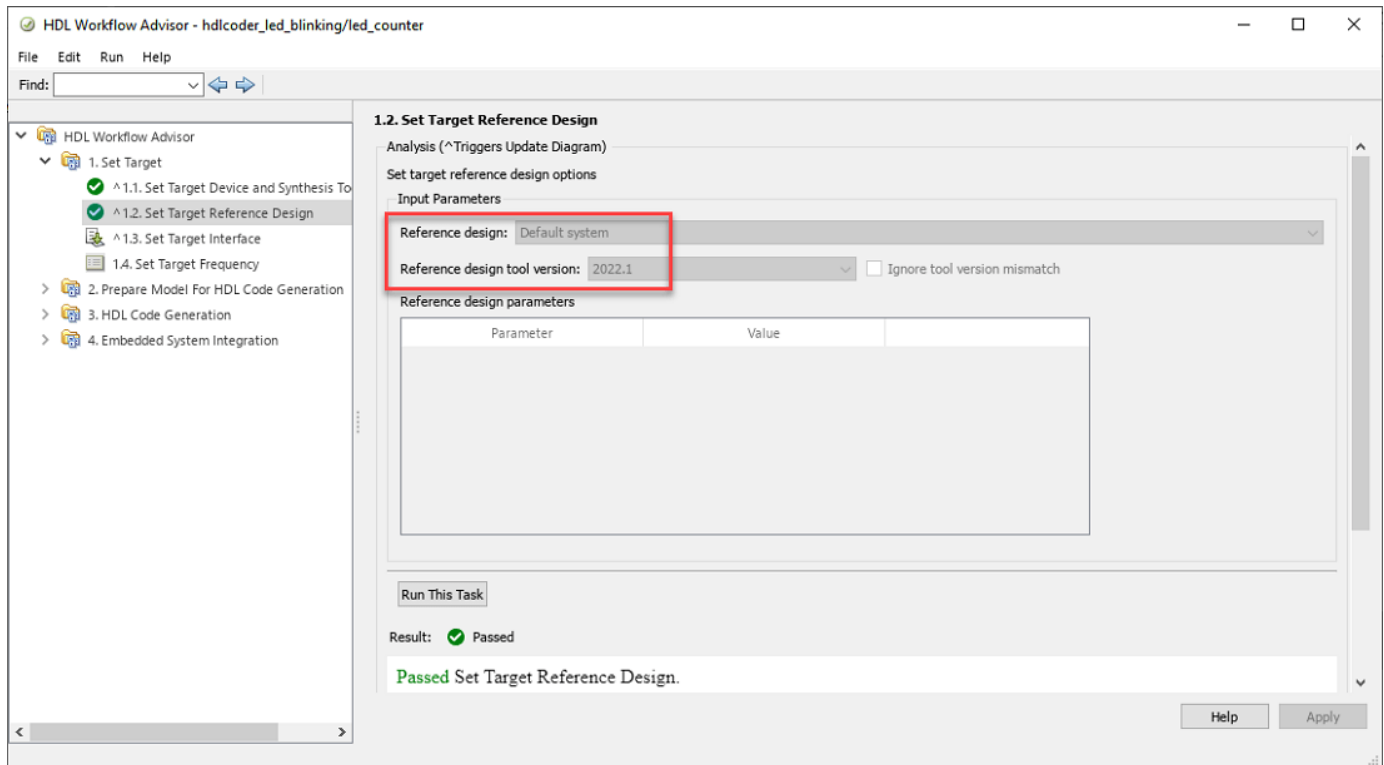 HDL Workflow Advisor - hdlcoder_led_blinking/led_counter
File Edit Run Help
Find:
HDL Workflow Advisor
1. Set Target
^1.1. Set Target Device and Synthesis To
^1.2. Set Target Reference Design
^1.3. Set Target Interface
1.4. Set Target Frequency
2. Prepare Model For HDL Code Generation
3. HDL Code Generation
4. Embedded System Integration
1.2. Set Target Reference Design
Analysis (^Triggers Update Diagram)
Set target reference design options
Input Parameters
Reference design: Default system
Reference design tool version: 2022.1 Ignore tool version mismatch
Reference design parameters
Parameter Value
Run This Task
Result: Passed
Passed Set Target Reference Design.
Help Apply